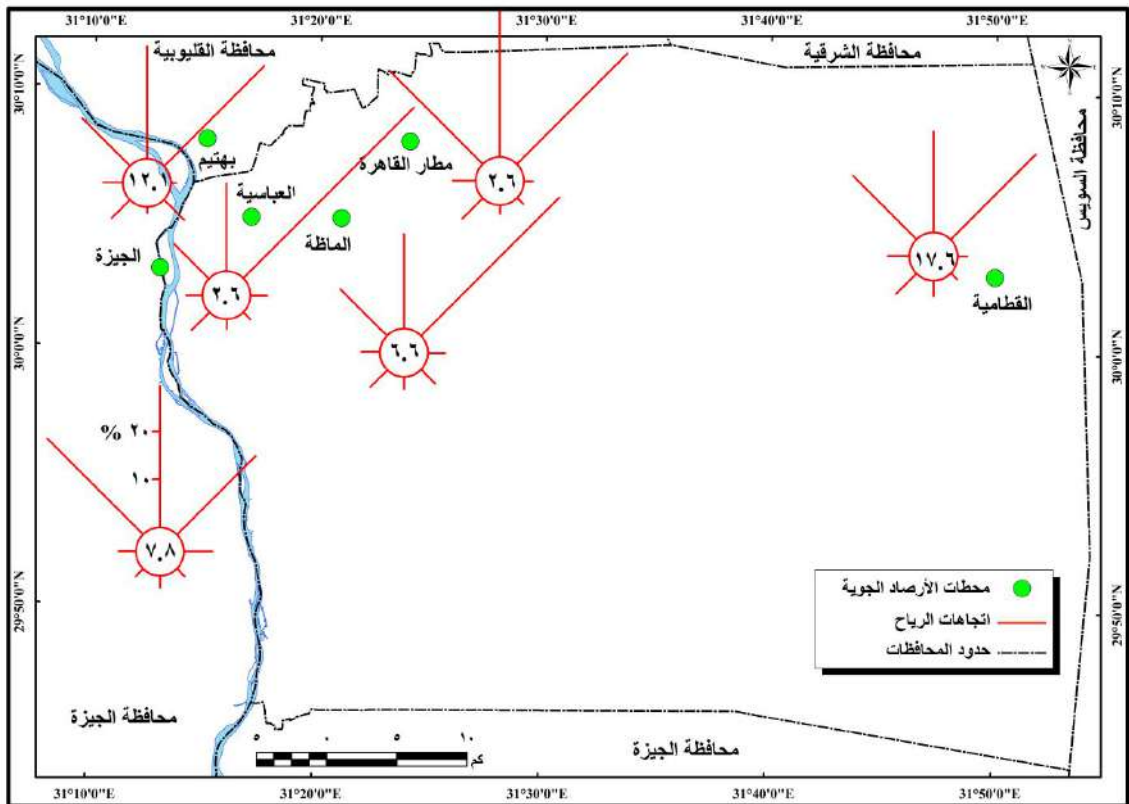 31°10'0"E
31°20'0"E
31°30'0"E
31°40'0"E
31°50'0"E
محافظة القليوبية
محافظة الشرقية
30°10'0"N
30°10'0"N
بهتيم
مطار القاهرة
١٢.١
٢.٦
العباسية
الماظة
محافظة السويس
الجيزة
١٧.٦
القطامية
٢.٦
٦.٦
30°0'0"N
30°0'0"N
% ٢٠
١٠
٧.٨
محطات الأرصاد الجوية
اتجاهات الرياح
حدود المحافظات
29°50'0"N
29°50'0"N
محافظة الجيزة
محافظة الجيزة
٥ ٠ ٥ ١٠
كم
31°10'0"E
31°20'0"E
31°30'0"E
31°40'0"E
31°50'0"E